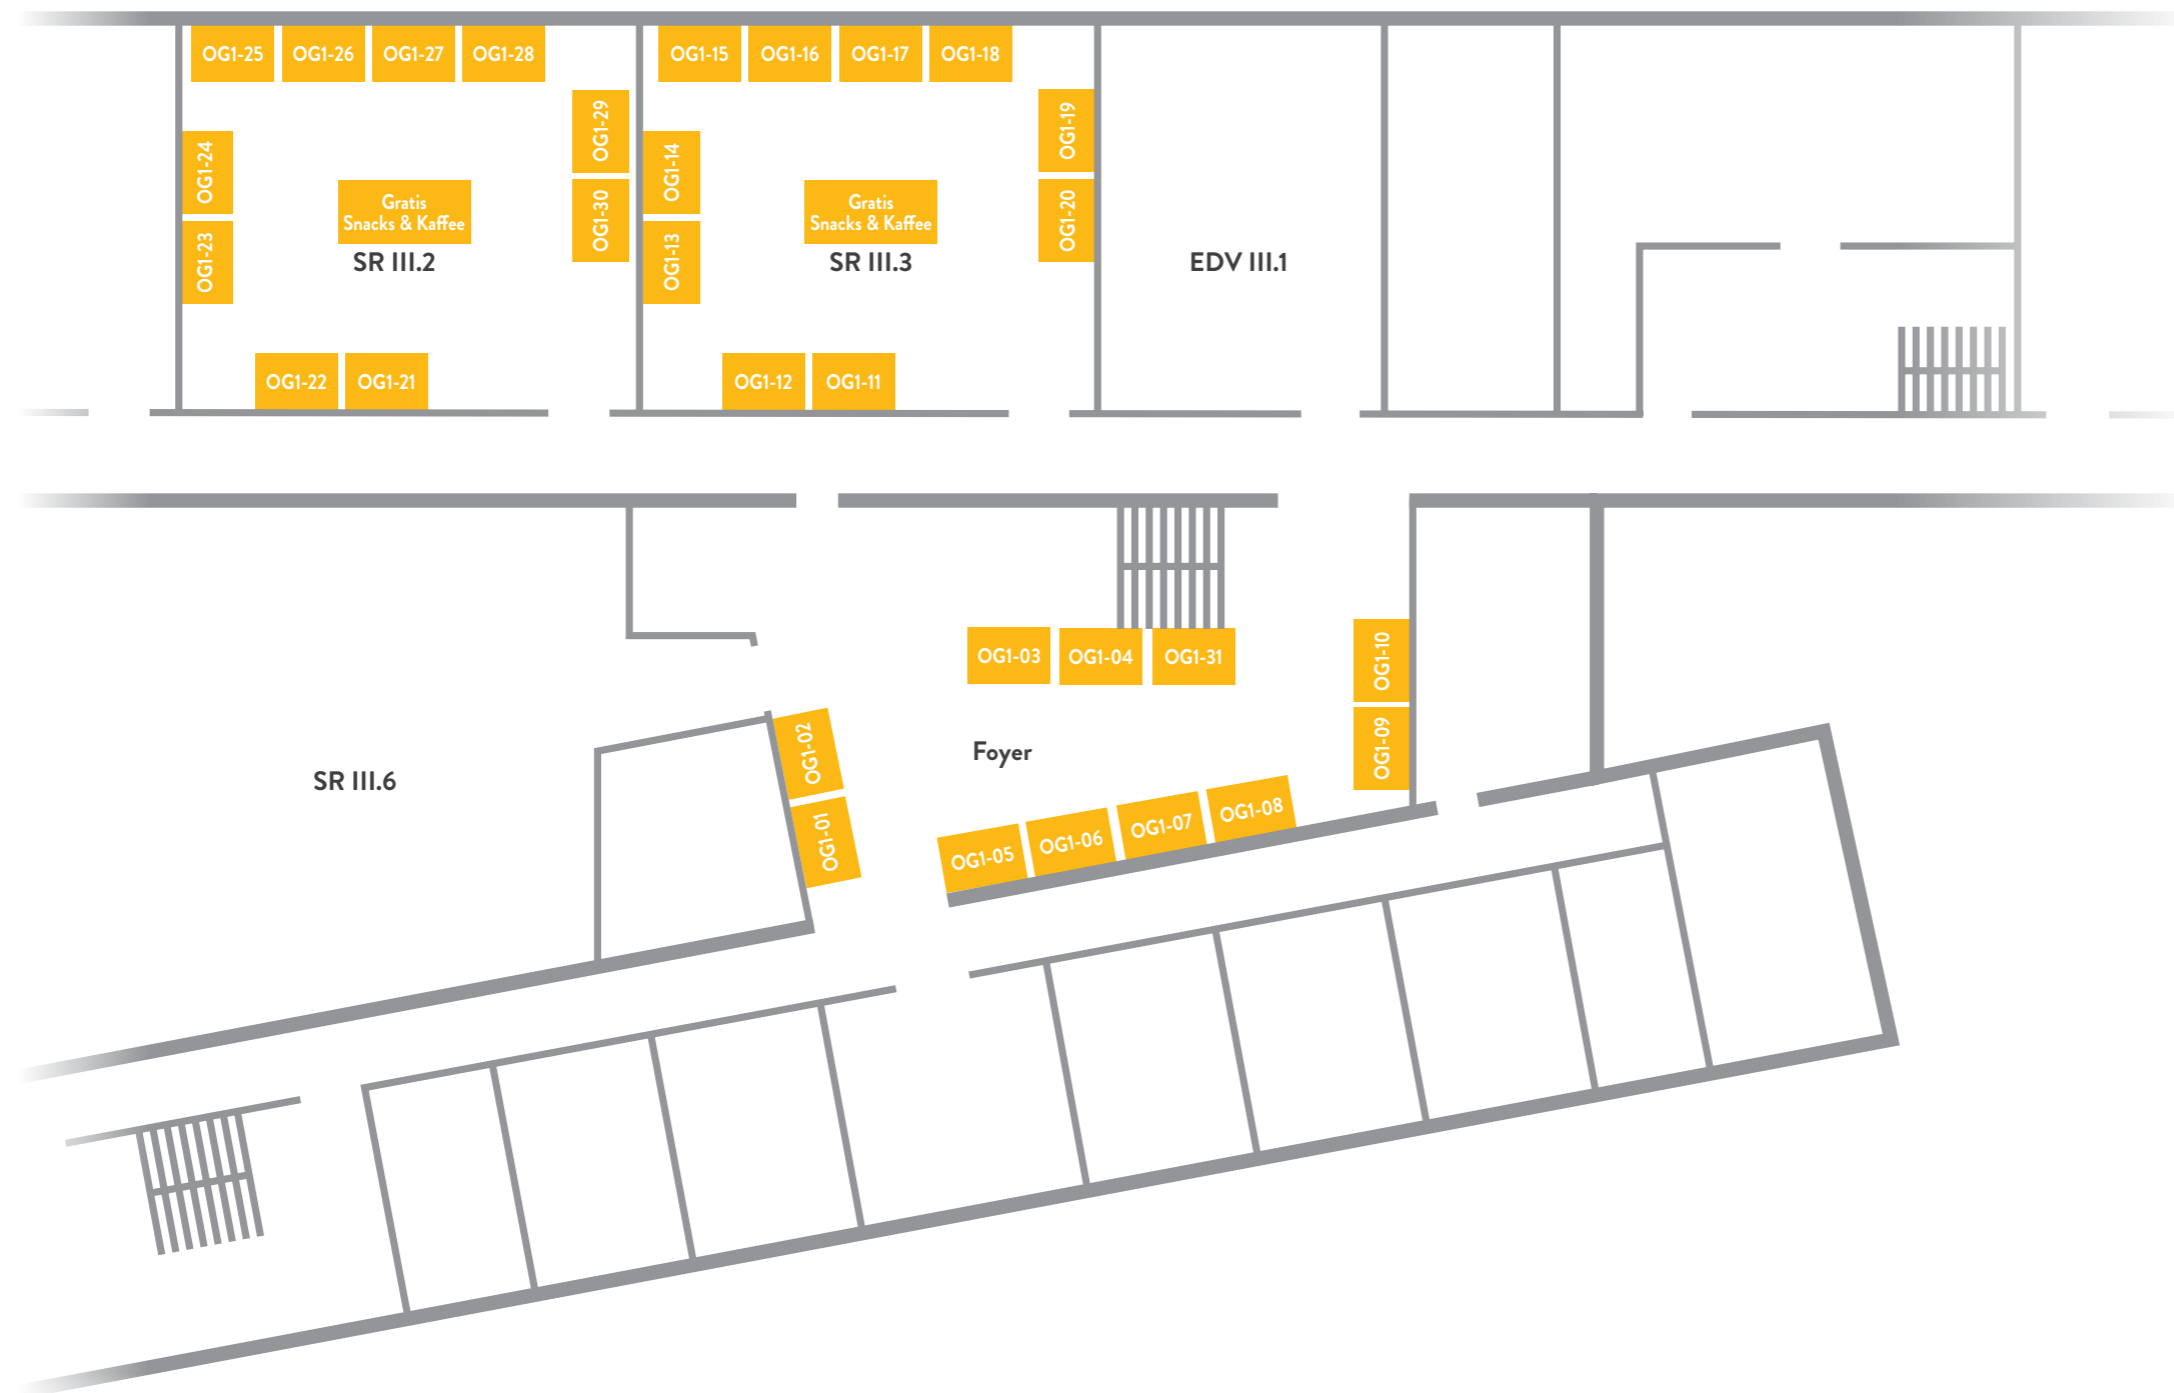 OG1-25
OG1-26
OG1-27
OG1-28
OG1-29
OG1-30
OG1-24
OG1-23
Gratis
Snacks & Kaffee
SR III.2
OG1-22
OG1-21
OG1-15
OG1-16
OG1-17
OG1-18
OG1-19
OG1-20
OG1-14
OG1-13
Gratis
Snacks & Kaffee
SR III.3
OG1-12
OG1-11
EDV III.1
OG1-03
OG1-04
OG1-31
OG1-10
OG1-09
OG1-02
OG1-01
Foyer
SR III.6
OG1-05
OG1-06
OG1-07
OG1-08